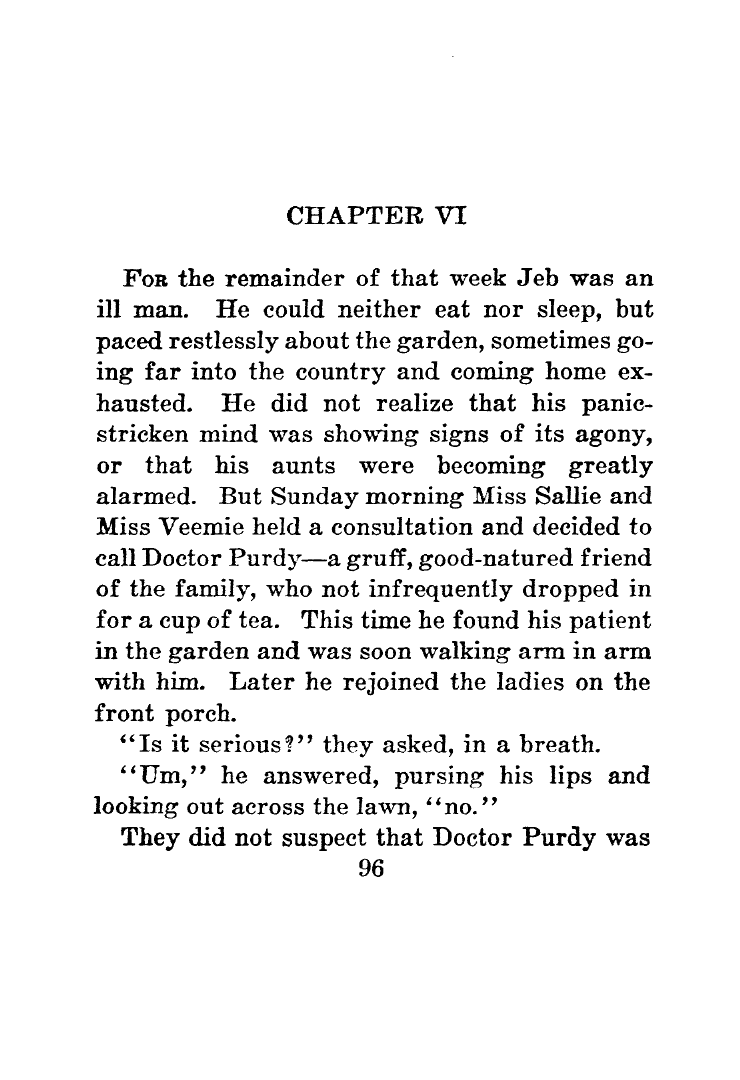 CHAPTER VI
FOR the remainder of that week Jeb was an
ill man. He could neither eat nor sleep, but
paced restlessly about the garden, sometimes go-
ing far into the country and coming home ex-
hausted. He did not realize that his panic-
stricken mind was showing signs of its agony,
or that his aunts were becoming greatly
alarmed. But Sunday morning Miss Sallie and
Miss Veemie held a consultation and decided to
call Doctor Purdy—a gruff, good-natured friend
of the family, who not infrequently dropped in
for a cup of tea. This time he found his patient
in the garden and was soon walking arm in arm
with him. Later he rejoined the ladies on the
front porch.
“Is it serious?” they asked, in a breath.
“Um,” he answered, pursing his lips and
looking out across the lawn, “no.”
They did not suspect that Doctor Purdy was
96